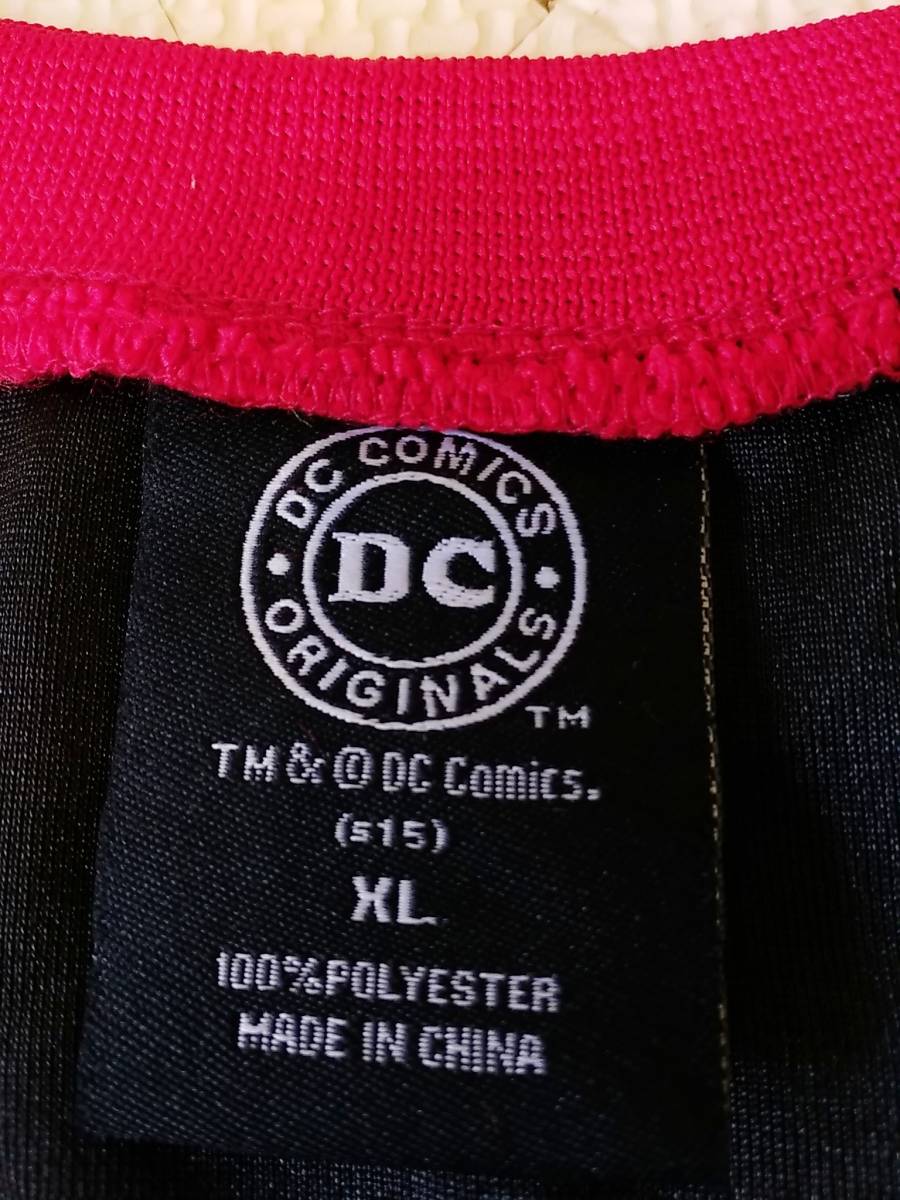 DC COMICS
DC
ORIGINALS
TM
TM & © DC Comics.
(s15)
XL
100%POLYESTER
MADE IN CHINA